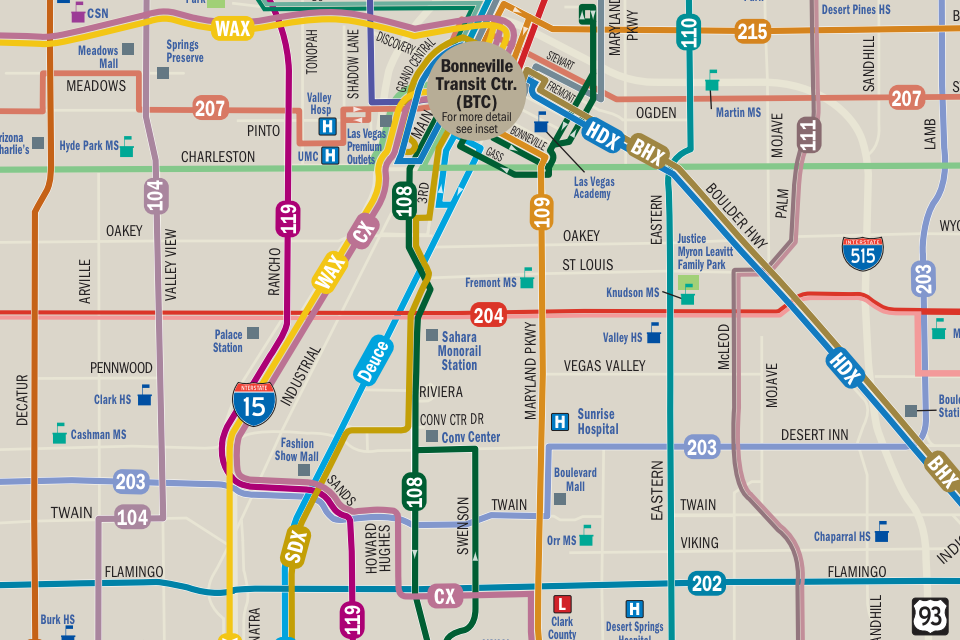 CSN
WAX
Meadows
Mall
Springs
Preserve
MEADOWS
207
PINTO
TONOPAH
SHADOW LANE
DISCOVERY
GRAND CENTRAL
Bonneville
Transit Ctr.
(BTC)
For more detail
see inset
MAIN
STEWART
FREMONT
BONNEVILLE
GASS
MARYLAND
PKWY
110
215
Desert Pines HS
SANDHILL
OGDEN
Martin MS
207
MOJAVE
111
LAMB
HDX
BHX
Las Vegas
Academy
Valley
Hosp
H
UMC
H
Las Vegas
Premium
Outlets
Hyde Park MS
Charlie's
CHARLESTON
104
119
108
3RD
CX
109
EASTERN
BOULDER HWY
PALM
OAKEY
OAKEY
ST LOUIS
Justice
Myron Leavitt
Family Park
INTERSTATE
515
203
ARVILLE
VALLEY VIEW
RANCHO
WAX
Fremont MS
Knudson MS
204
Palace
Station
Deuce
Sahara
Monorail
Station
MARYLAND PKWY
Valley HS
McLEOD
VEGAS VALLEY
MOJAVE
HDX
PENNWOOD
INDUSTRIAL
DECATUR
Clark HS
INTERSTATE
15
RIVIERA
CONV CTR DR
Conv Center
H
Sunrise
Hospital
Cashman MS
Fashion
Show Mall
DESERT INN
203
BHX
203
SANDS
108
Boulevard
Mall
EASTERN
TWAIN
104
TWAIN
TWAIN
SWENSON
HOWARD
HUGHES
SDX
Orr MS
VIKING
Chaparral HS
FLAMINGO
202
FLAMINGO
CX
119
Burk HS
L
Clark
County
H
Desert Springs
93